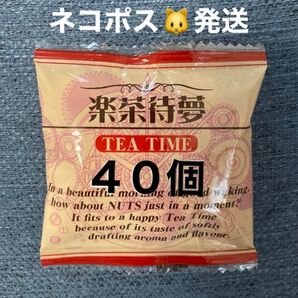 ネコポス🐱発送
楽茶待夢
TEA TIME
40個
In a beautiful morning
how about NUTS just in a moment?
It fits to a happy Tea Time
because of its taste of softly
drafting aroma and flavour.